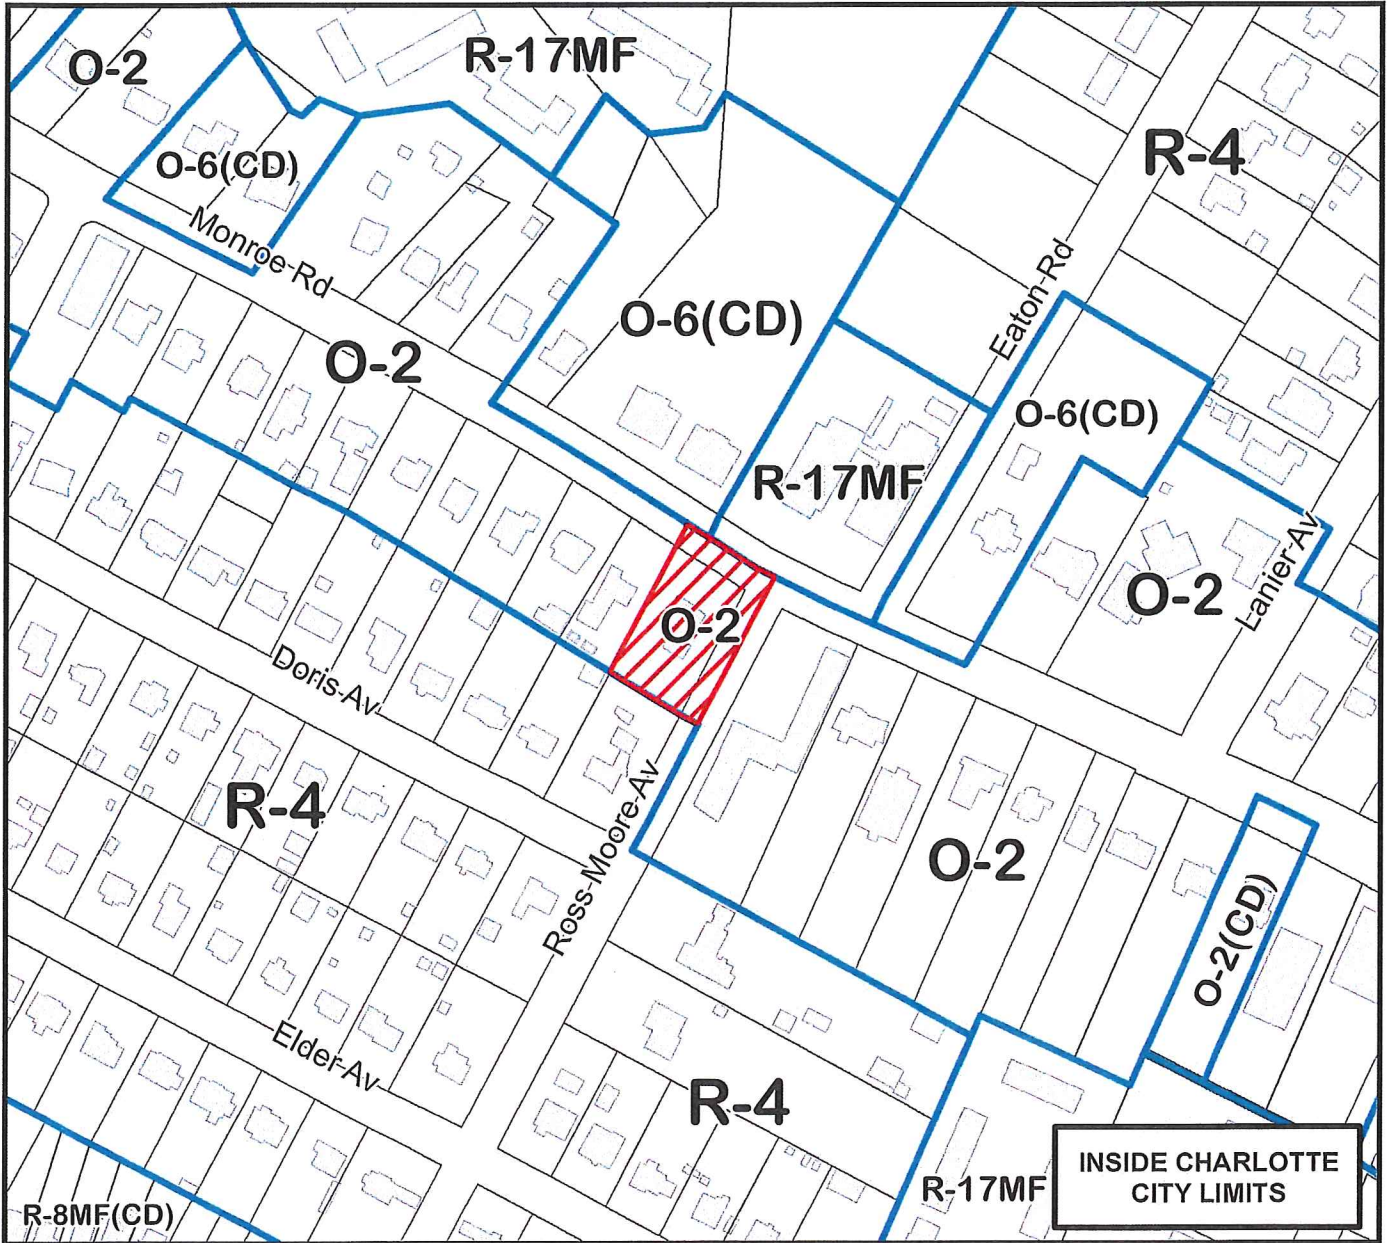 O-2
R-17MF
R-4
O-6(CD)
Monroe Rd
Eaton Rd
O-6(CD)
O-2
O-6(CD)
R-17MF
Lanier Av
O-2
O-2
Doris Av
R-4
Ross Moore Av
O-2
O-2(CD)
Elder Av
R-4
R-17MF
R-8MF(CD)
INSIDE CHARLOTTE
CITY LIMITS